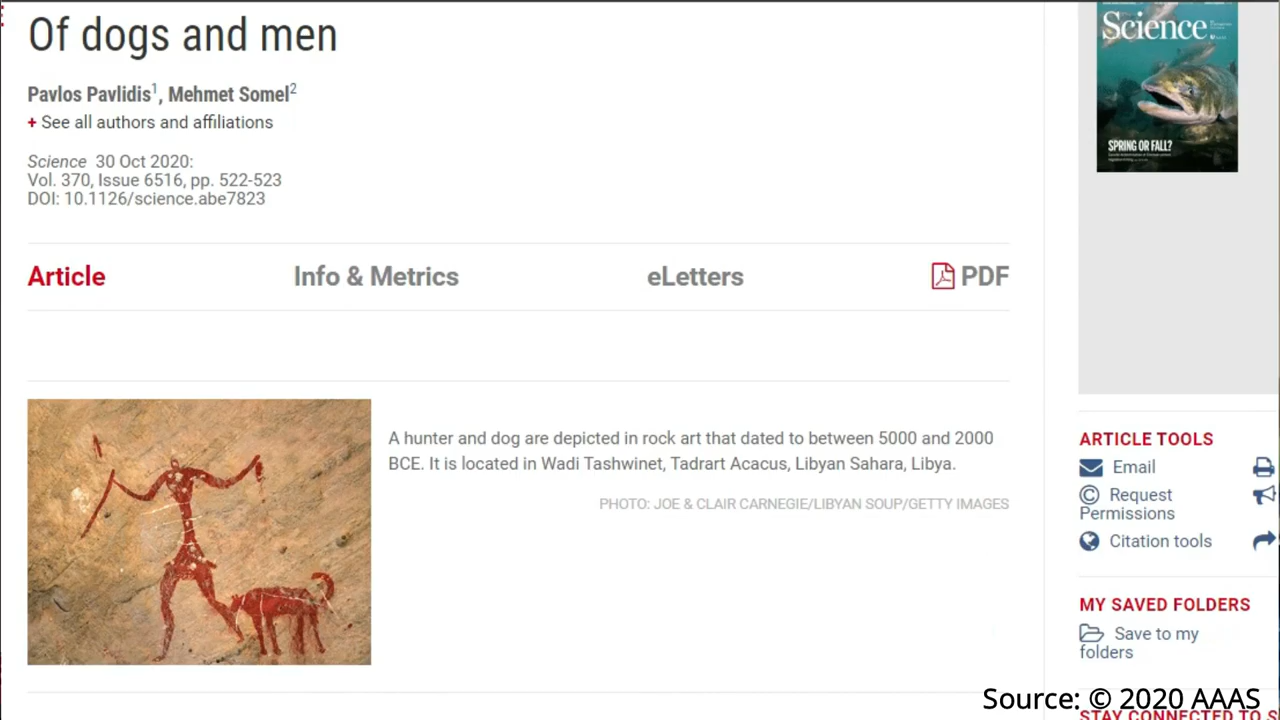 Of dogs and men
Pavlos Pavlidis1, Mehmet Somel2
+ See all authors and affiliations
Science 30 Oct 2020:
Vol. 370, Issue 6516, pp. 522-523
DOI: 10.1126/science.abe7823
Article
Info & Metrics
eLetters
PDF
A hunter and dog are depicted in rock art that dated to between 5000 and 2000
BCE. It is located in Wadi Tashwinet, Tadrart Acacus, Libyan Sahara, Libya.
PHOTO: JOE & CLAIR CARNEGIE/LIBYAN SOUP/GETTY IMAGES
Science
SPRING OR FALL?
ARTICLE TOOLS
Email
© Request
Permissions
Citation tools
MY SAVED FOLDERS
Save to my
folders
STAY CONNECTED TO S
Source: © 2020 AAAS